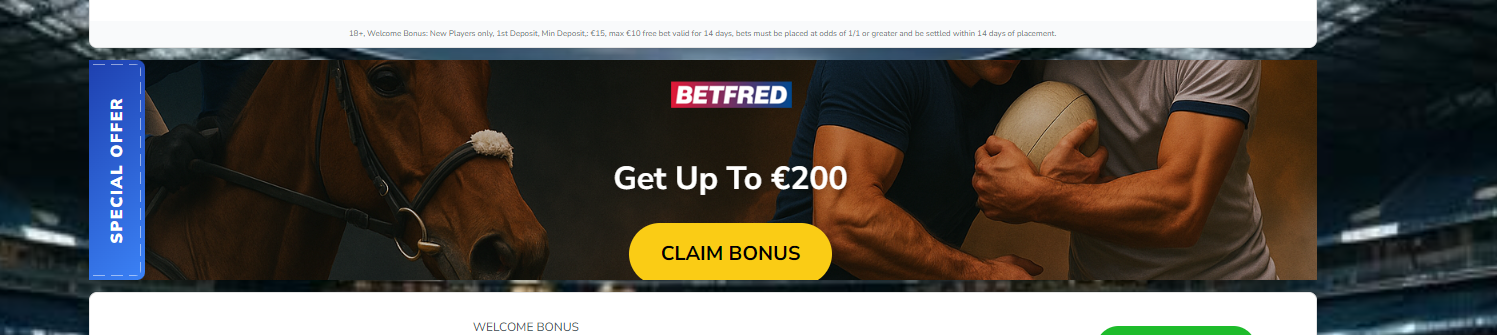 18+, Welcome Bonus: New Players only, 1st Deposit, Min Deposit,: €15, max €10 free bet valid for 14 days, bets must be placed at odds of 1/1 or greater and be settled within 14 days of placement.
SPECIAL OFFER
BETFRED
Get Up To €200
CLAIM BONUS
WELCOME BONUS